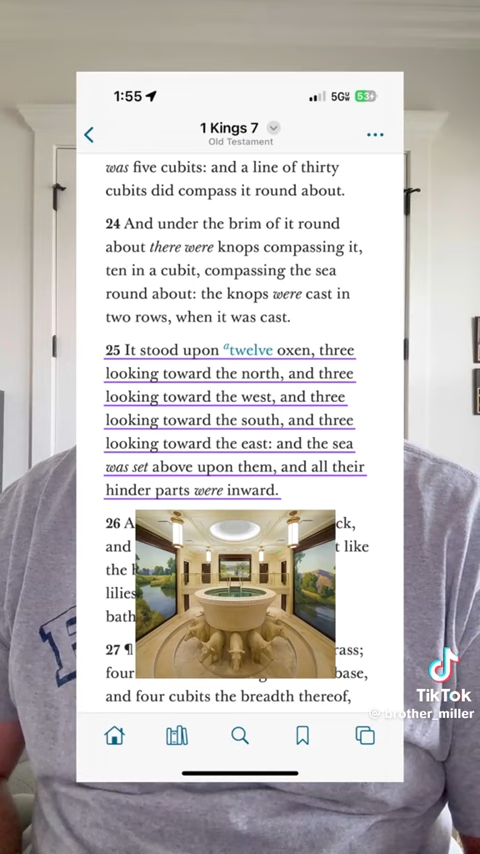 1:55
5G
53
1 Kings 7
Old Testament
was five cubits: and a line of thirty
cubits did compass it round about.
24 And under the brim of it round
about there were knops compassing it,
ten in a cubit, compassing the sea
round about: the knops were cast in
two rows, when it was cast.
25 It stood upon a twelve oxen, three
looking toward the north, and three
looking toward the west, and three
looking toward the south, and three
looking toward the east: and the sea
was set above upon them, and all their
hinder parts were inward.
26 A
and
like
the
lilies
bath
27 ¶
four
base,
and four cubits the breadth thereof,
TikTok
@brother_miller